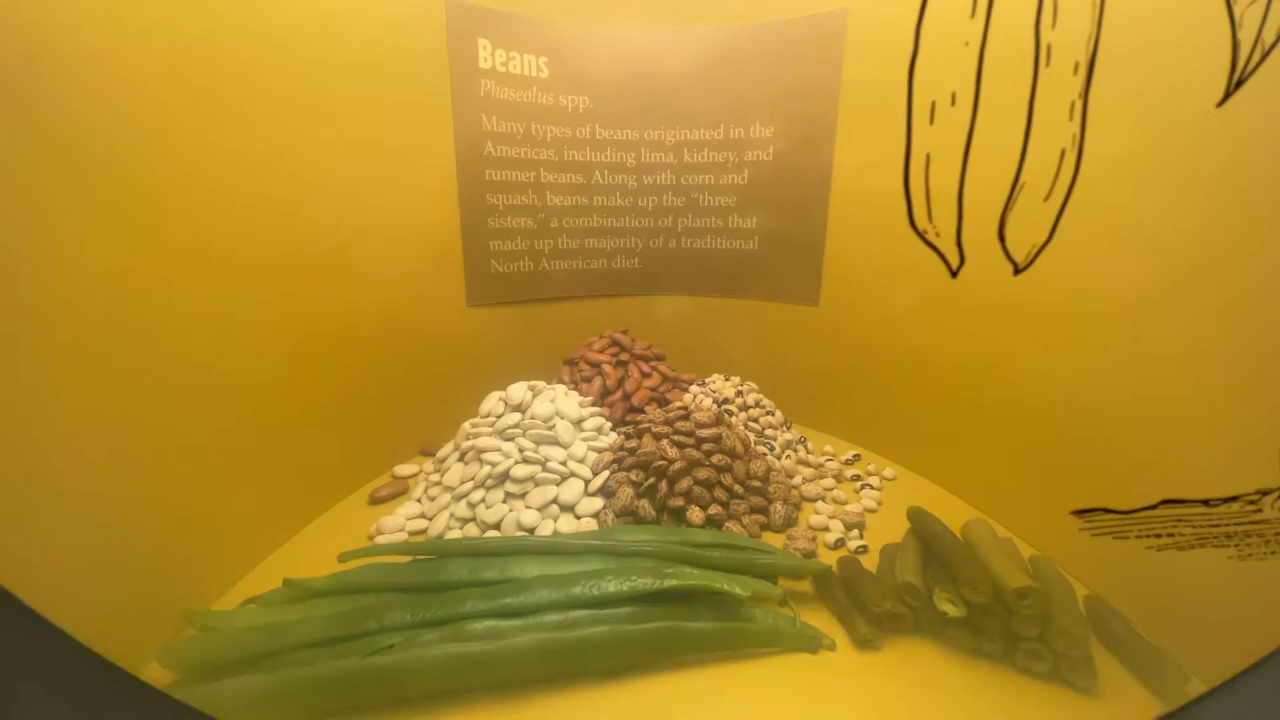 Beans
Phaseolus spp.
Many types of beans originated in the
Americas, including lima, kidney, and
runner beans. Along with corn and
squash, beans make up the “three
sisters,” a combination of plants that
made up the majority of a traditional
North American diet.